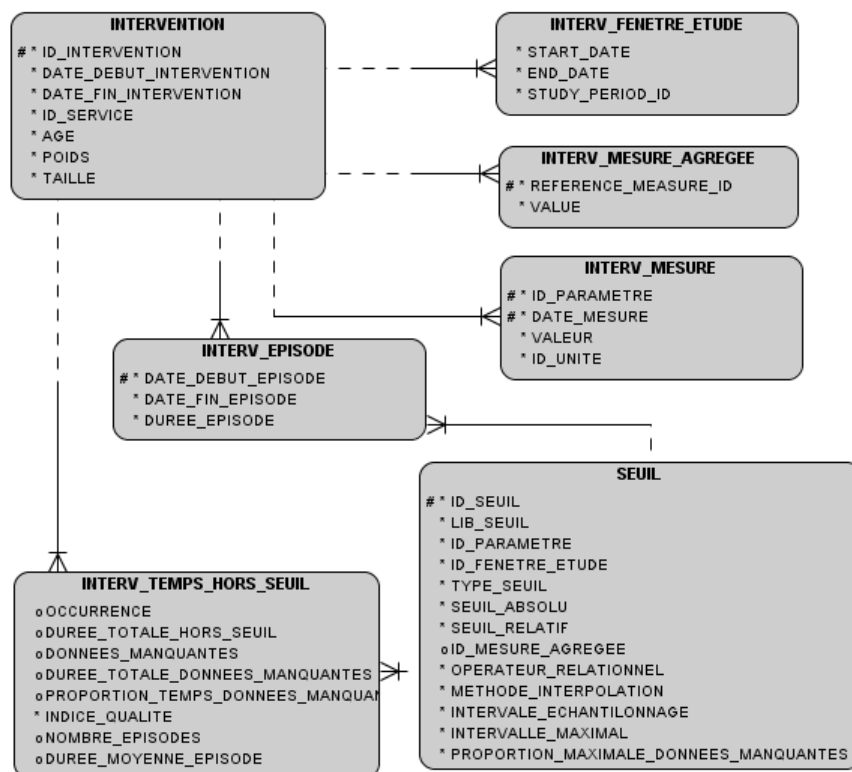 INTERVENTION
# * ID_INTERVENTION
* DATE_DEBUT_INTERVENTION
* DATE_FIN_INTERVENTION
* ID_SERVICE
* AGE
* POIDS
* TAILLE
INTERV_FENETRE_ETUDE
* START_DATE
* END_DATE
* STUDY_PERIOD_ID
INTERV_MESURE_AGREGEE
# * REFERENCE_MEASURE_ID
* VALUE
INTERV_MESURE
# * ID_PARAMETRE
# * DATE_MESURE
* VALEUR
* ID_UNITE
INTERV_EPISODE
# * DATE_DEBUT_EPISODE
* DATE_FIN_EPISODE
* DUREE_EPISODE
SEUIL
# * ID_SEUIL
* LIB_SEUIL
* ID_PARAMETRE
* ID_FENETRE_ETUDE
* TYPE_SEUIL
* SEUIL_ABSOLU
* SEUIL_RELATIF
o ID_MESURE_AGREGEE
* OPERATEUR_RELATIONNEL
* METHODE_INTERPOLATION
* INTERVALE_ECHANTILONNAGE
* INTERVALLE_MAXIMAL
* PROPORTION_MAXIMALE_DONNEES_MANQUANTES
INTERV_TEMPS_HORS_SEUIL
o OCCURRENCE
o DUREE_TOTALE_HORS_SEUIL
o DONNEES_MANQUANTES
o DUREE_TOTALE_DONNEES_MANQUANTES
o PROPORTION_TEMPS_DONNEES_MANQUAN
* INDICE_QUALITE
o NOMBRE_EPISODES
o DUREE_MOYENNE_EPISODE